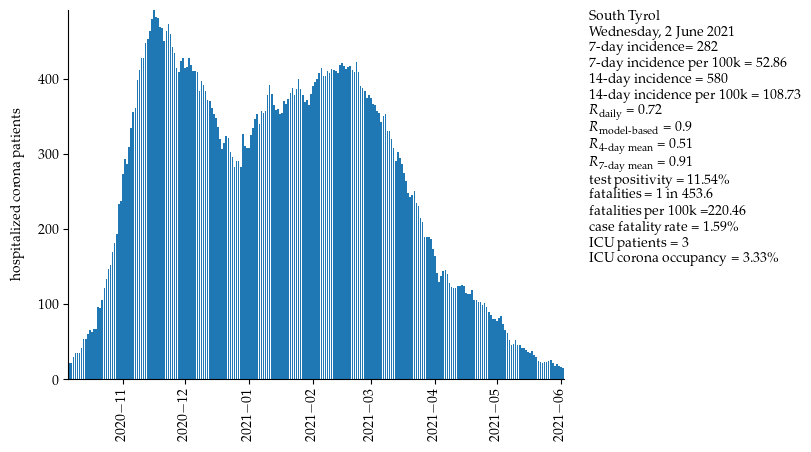 South Tyrol
Wednesday, 2 June 2021
7-day incidence= 282
7-day incidence per 100k = 52.86
14-day incidence = 580
14-day incidence per 100k = 108.73
R_daily = 0.72
R_model-based = 0.9
R_4-day mean = 0.51
R_7-day mean = 0.91
test positivity = 11.54%
fatalities = 1 in 453.6
fatalities per 100k =220.46
case fatality rate = 1.59%
ICU patients = 3
ICU corona occupancy = 3.33%
hospitalized corona patients
400
300
200
100
0
2020−11
2020−12
2021−01
2021−02
2021−03
2021−04
2021−05
2021−06